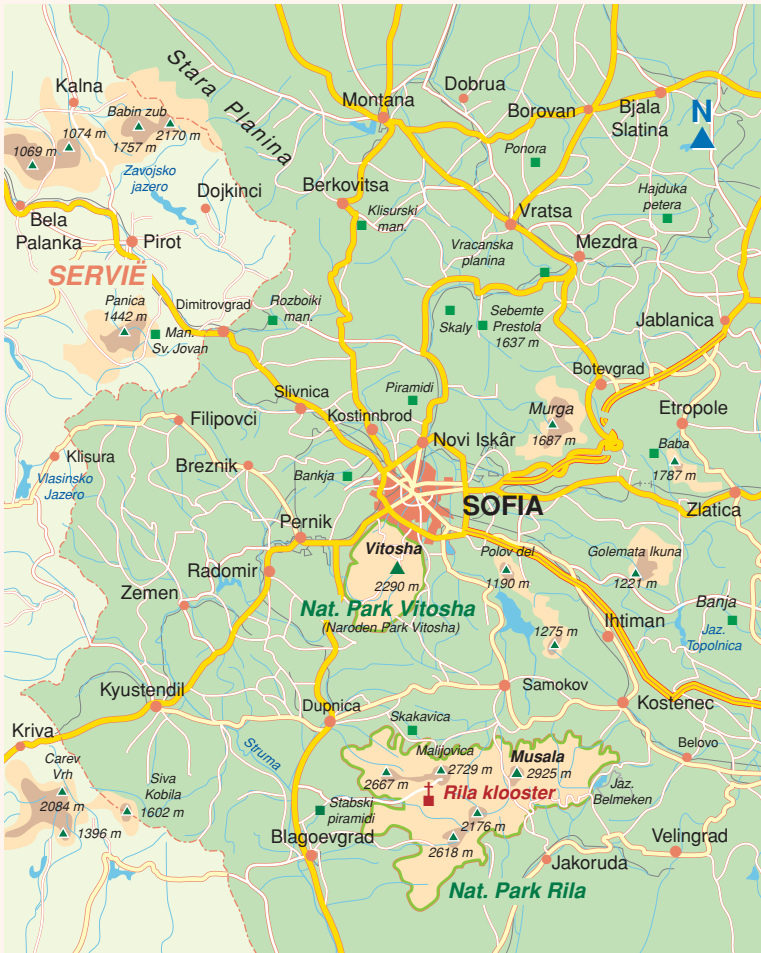 Stara Planina
Kalna
Babin zub
1074 m
2170 m
1757 m
1069 m
Zavojsko
jazero
Dojkinci
Bela
Palanka
Pirot
SERVIË
Montana
Dobrua
Borovan
Bjala
Slatina
N
Ponora
Berkovitsa
Klisurski
man.
Vratsa
Hajduka
petera
Vracanska
planina
Mezdra
Panica
1442 m
Dimitrovgrad
Man.
Sv. Jovan
Rozboiki
man.
Skaly
Sebemte
Prestola
1637 m
Jablanica
Botevgrad
Slivnica
Piramidi
Kostinnbrod
Murga
1687 m
Etropole
Filipovci
Novi Iskâr
Baba
1787 m
Klisura
Breznik
Bankja
Vlasinsko
Jazero
SOFIA
Zlatica
Pernik
Vitosha
2290 m
Polov del
1190 m
Golemata Ikuna
1221 m
Radomir
Zemen
Nat. Park Vitosha
(Naroden Park Vitosha)
Banja
Jaz.
Topolnica
1275 m
Ihtiman
Kyustendil
Dupnica
Samokov
Kostenec
Skakavica
Kriva
Struma
Malijovica
2729 m
2667 m
Musala
2925 m
Belovo
Carev
Vrh
2084 m
1396 m
Siva
Kobila
1602 m
Rila klooster
Jaz.
Belmeken
Stabski
piramidi
2176 m
2618 m
Blagoevgrad
Velingrad
Jakoruda
Nat. Park Rila